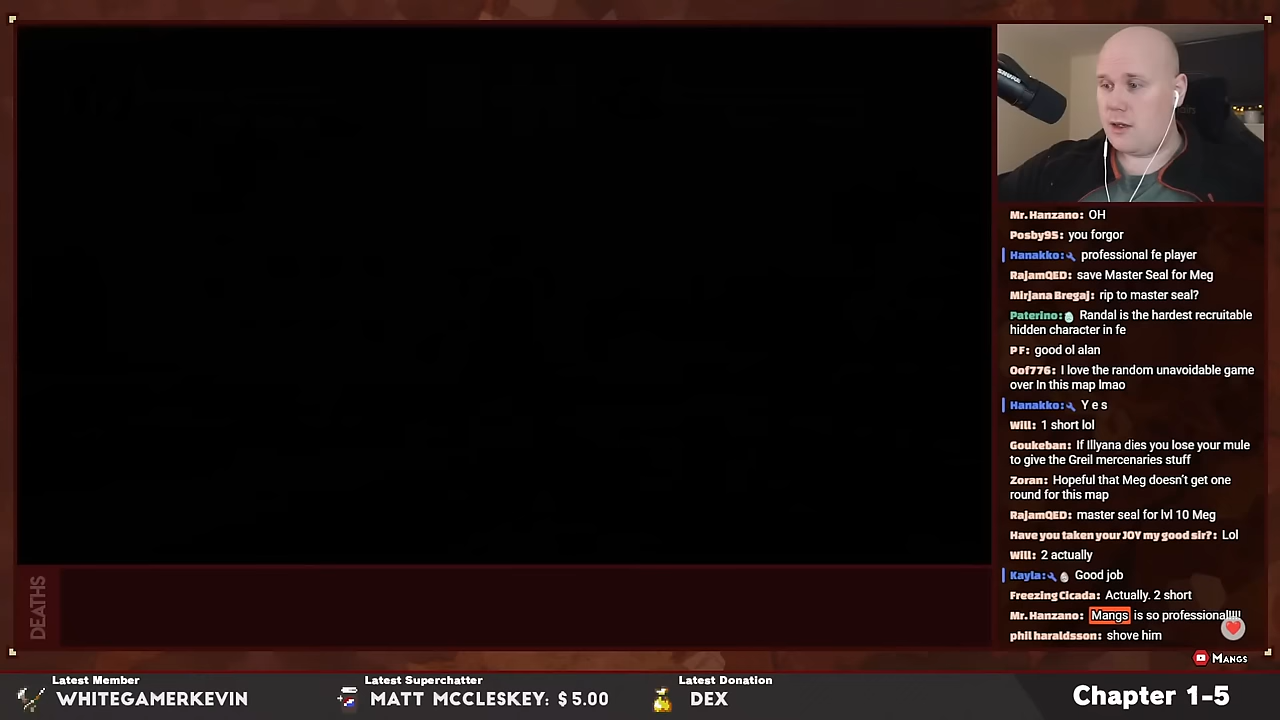 SHURE
Mr. Hanzano: OH
Posby95: you forgor
Hanakko: professional fe player
RajamQED: save Master Seal for Meg
Mirjana Bregaj: rip to master seal?
Paterino: Randal is the hardest recruitable
hidden character in fe
P F: good ol alan
Oof776: I love the random unavoidable game
over In this map lmao
Hanakko: Y e s
Will: 1 short lol
Goukeban: If Illyana dies you lose your mule
to give the Greil mercenaries stuff
Zoran: Hopeful that Meg doesn't get one
round for this map
RajamQED: master seal for lvl 10 Meg
Have you taken your JOY my good sir?: Lol
Will: 2 actually
Kayla: Good job
Freezing Cicada: Actually. 2 short
Mr. Hanzano: Mangs is so professional!!!!
phil haraldsson: shove him
DEATHS
MANGS
Latest Member
WHITEGAMERKEVIN
Latest Superchatter
MATT MCCLESKEY: $5.00
Latest Donation
DEX
Chapter 1-5